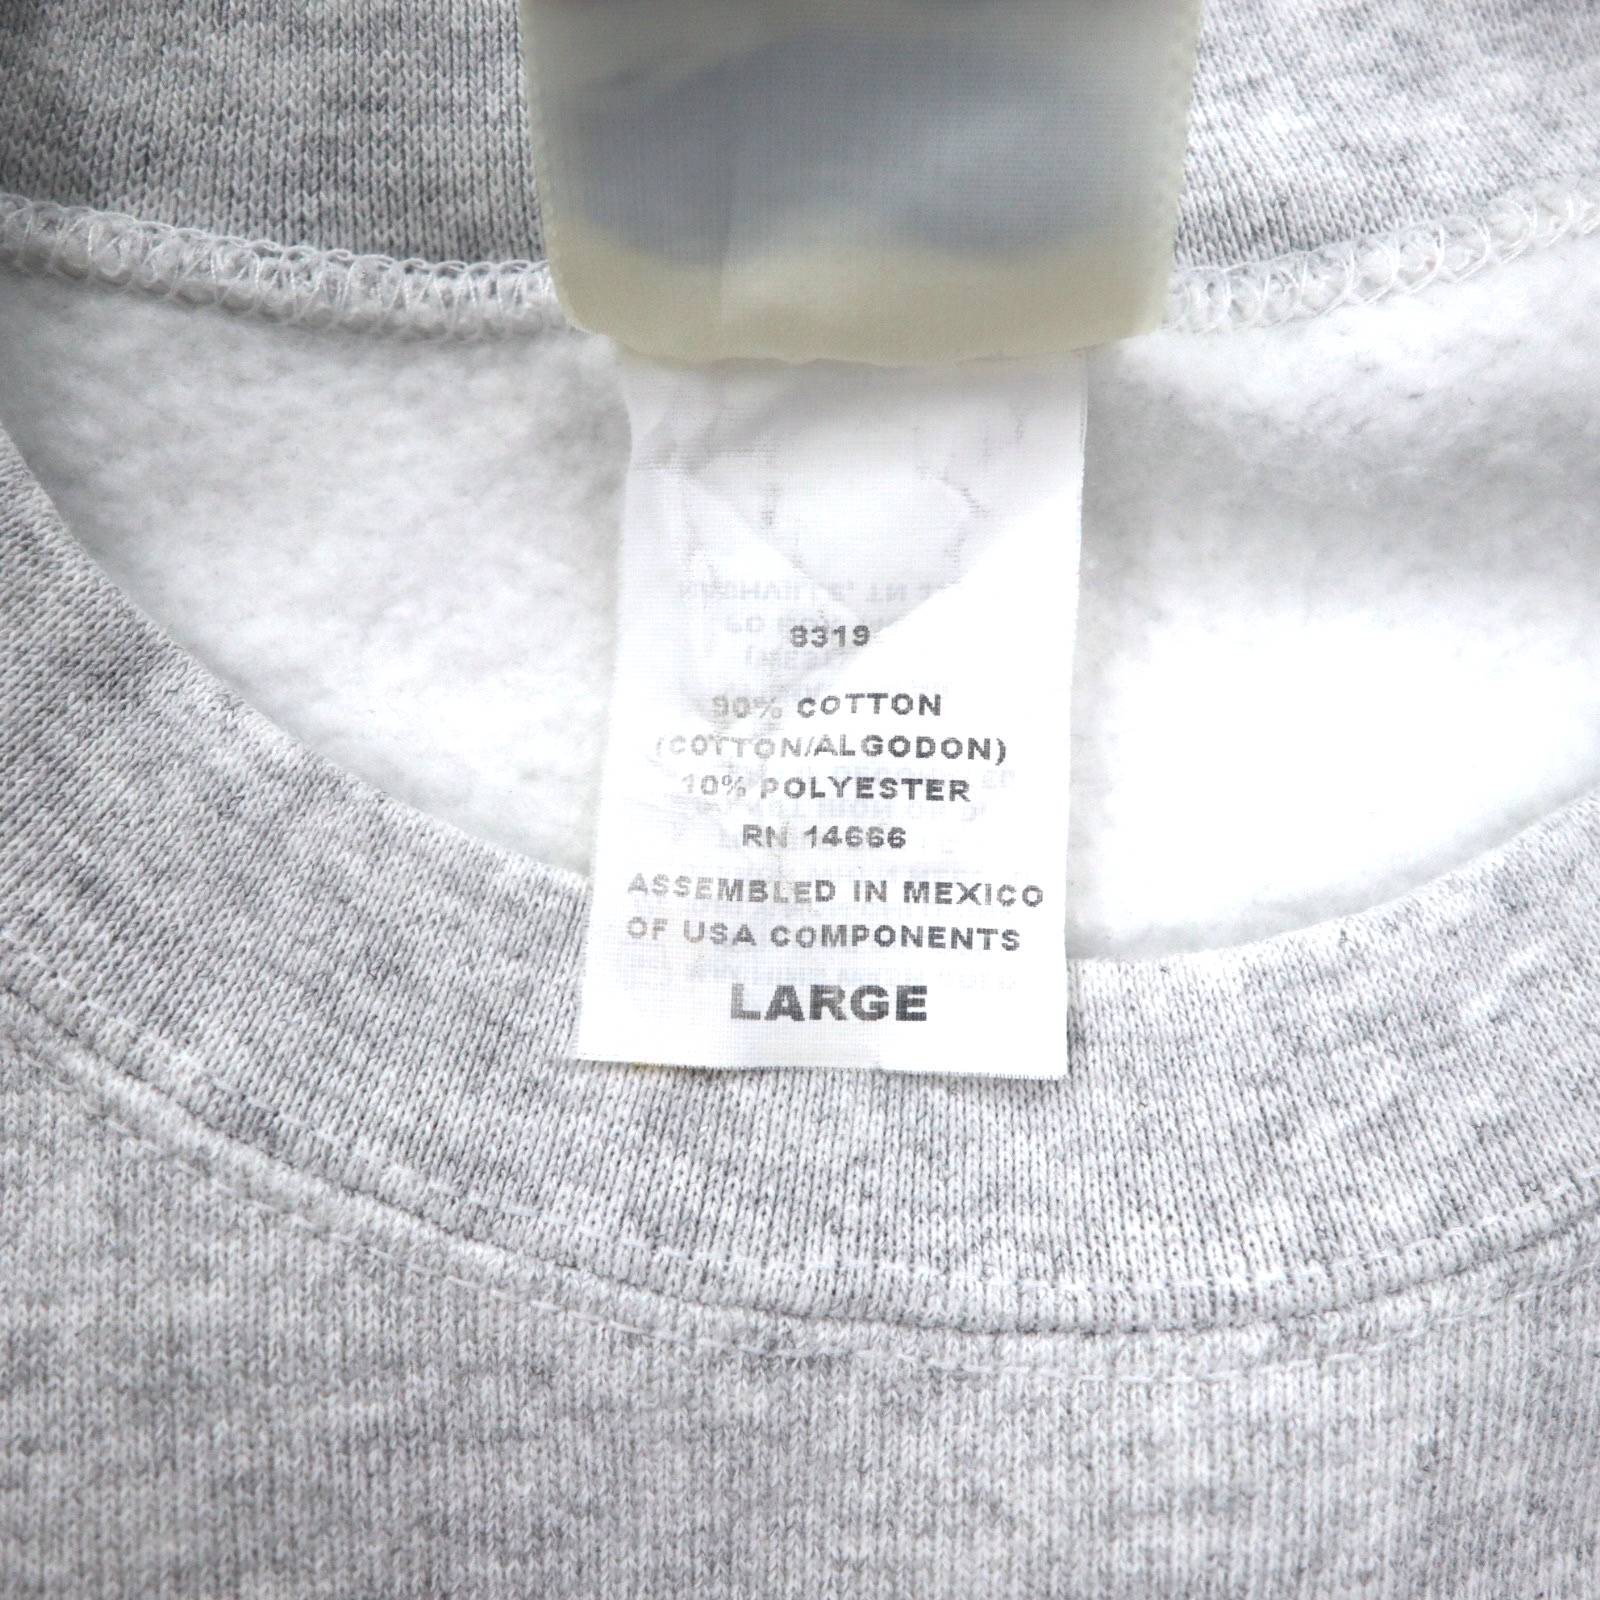 8319
90% COTTON
(COTTON/ALGODON)
10% POLYESTER
RN 14666
ASSEMBLED IN MEXICO
OF USA COMPONENTS
LARGE